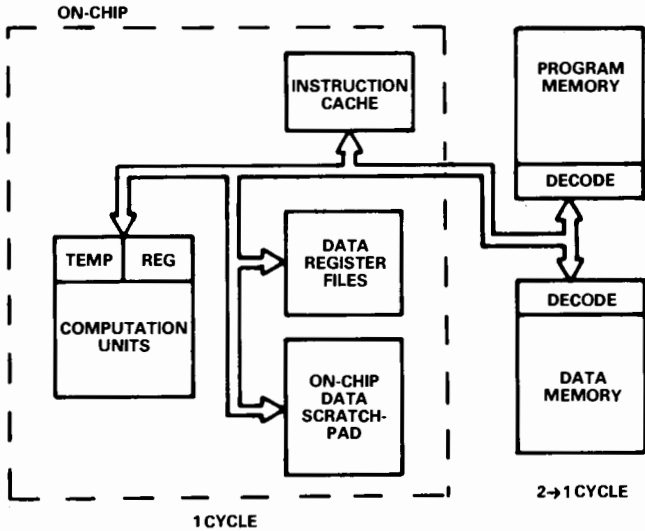 ON-CHIP
INSTRUCTION
CACHE
PROGRAM
MEMORY
DECODE
TEMP
REG
COMPUTATION
UNITS
DATA
REGISTER
FILES
ON-CHIP
DATA
SCRATCH-
PAD
DECODE
DATA
MEMORY
1 CYCLE
2→1 CYCLE